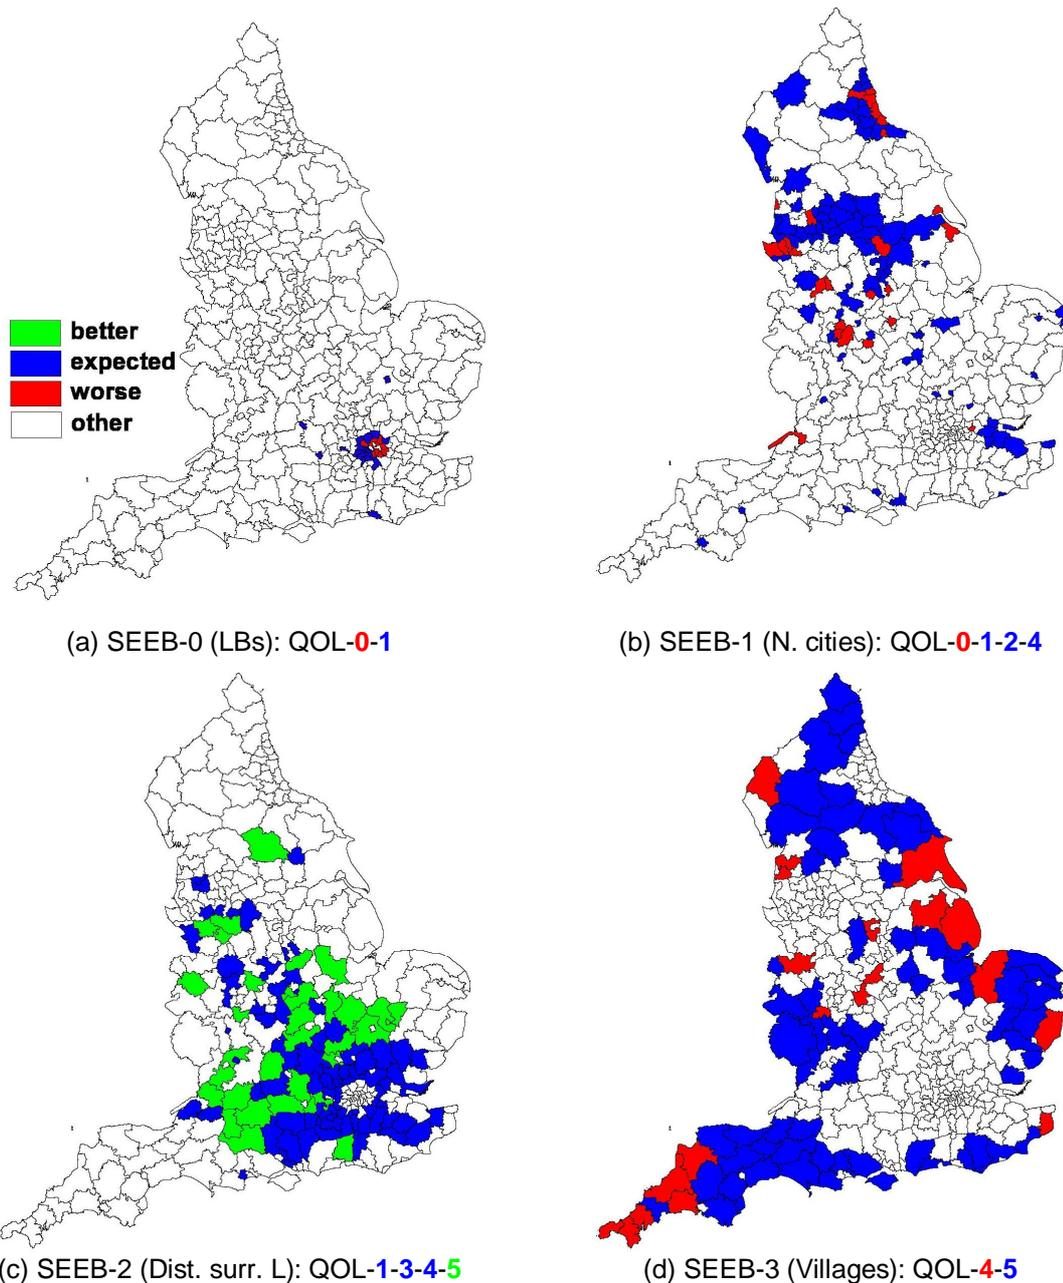 better
expected
worse
other
(a) SEEB-0 (LBs): QOL-0-1
(b) SEEB-1 (N. cities): QOL-0-1-2-4
(c) SEEB-2 (Dist. surr. L): QOL-1-3-4-5
(d) SEEB-3 (Villages): QOL-4-5